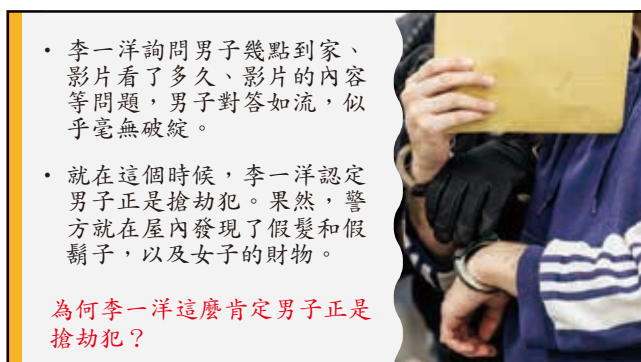 • 李一洋詢問男子幾點到家、
影片看了多久、影片的內容
等問題，男子對答如流，似
乎毫無破綻。
• 就在這個時候，李一洋認定
男子正是搶劫犯。果然，警
方就在屋內發現了假髮和假
鬍子，以及女子的財物。
為何李一洋這麼肯定男子正是
搶劫犯？